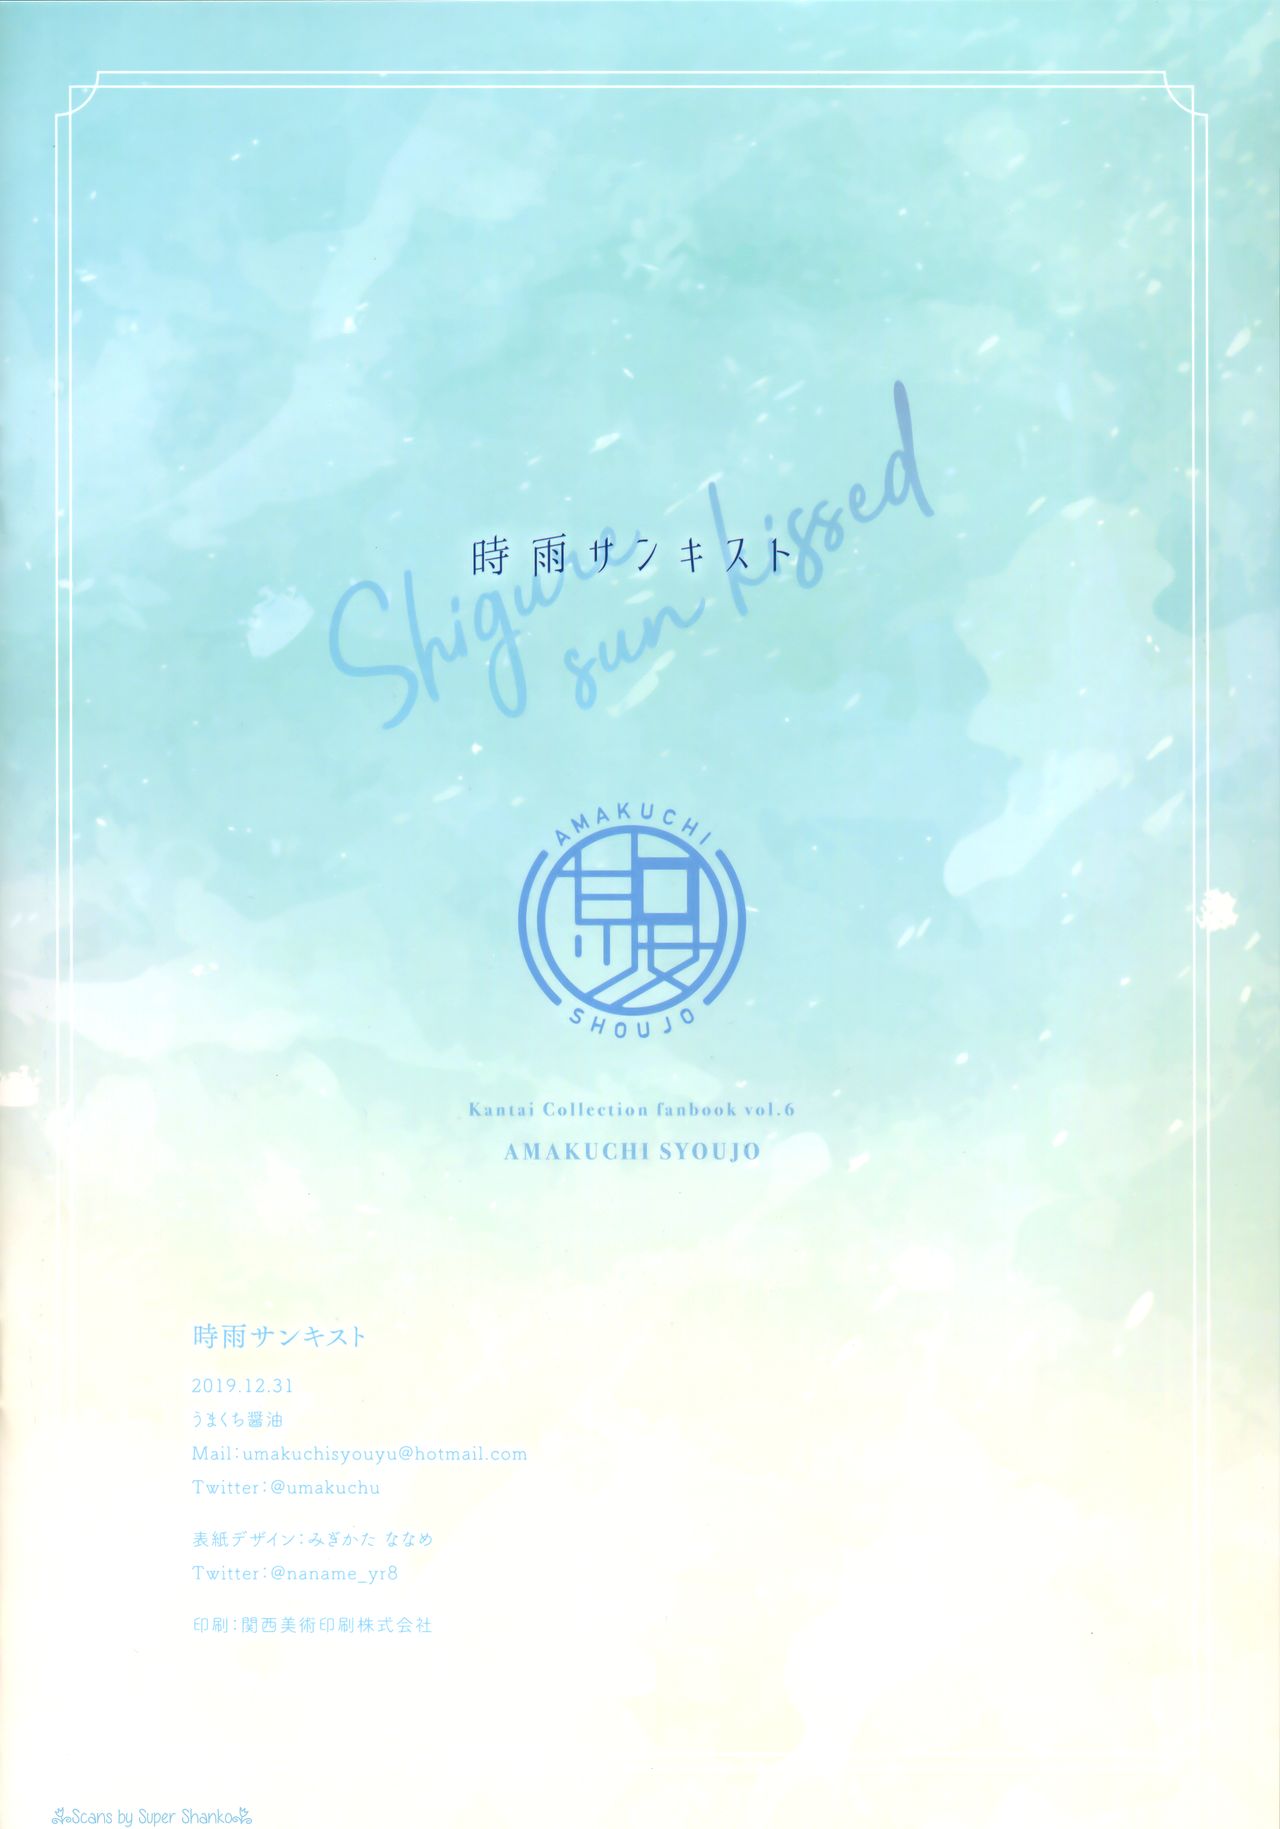 時雨サンキスト
Shigure
sun kissed
AMAKUCHI
SHOUJO
Kantai Collection fanbook vol.6
AMAKUCHI SYOUJO
時雨サンキスト
2019.12.31
うまくち醤油
Mail:umakuchisyouyu@hotmail.com
Twitter:@umakuchu
表紙デザイン:みぎかた ななめ
Twitter:@naname_yr8
印刷:関西美術印刷株式会社
Scans by Super Shanko